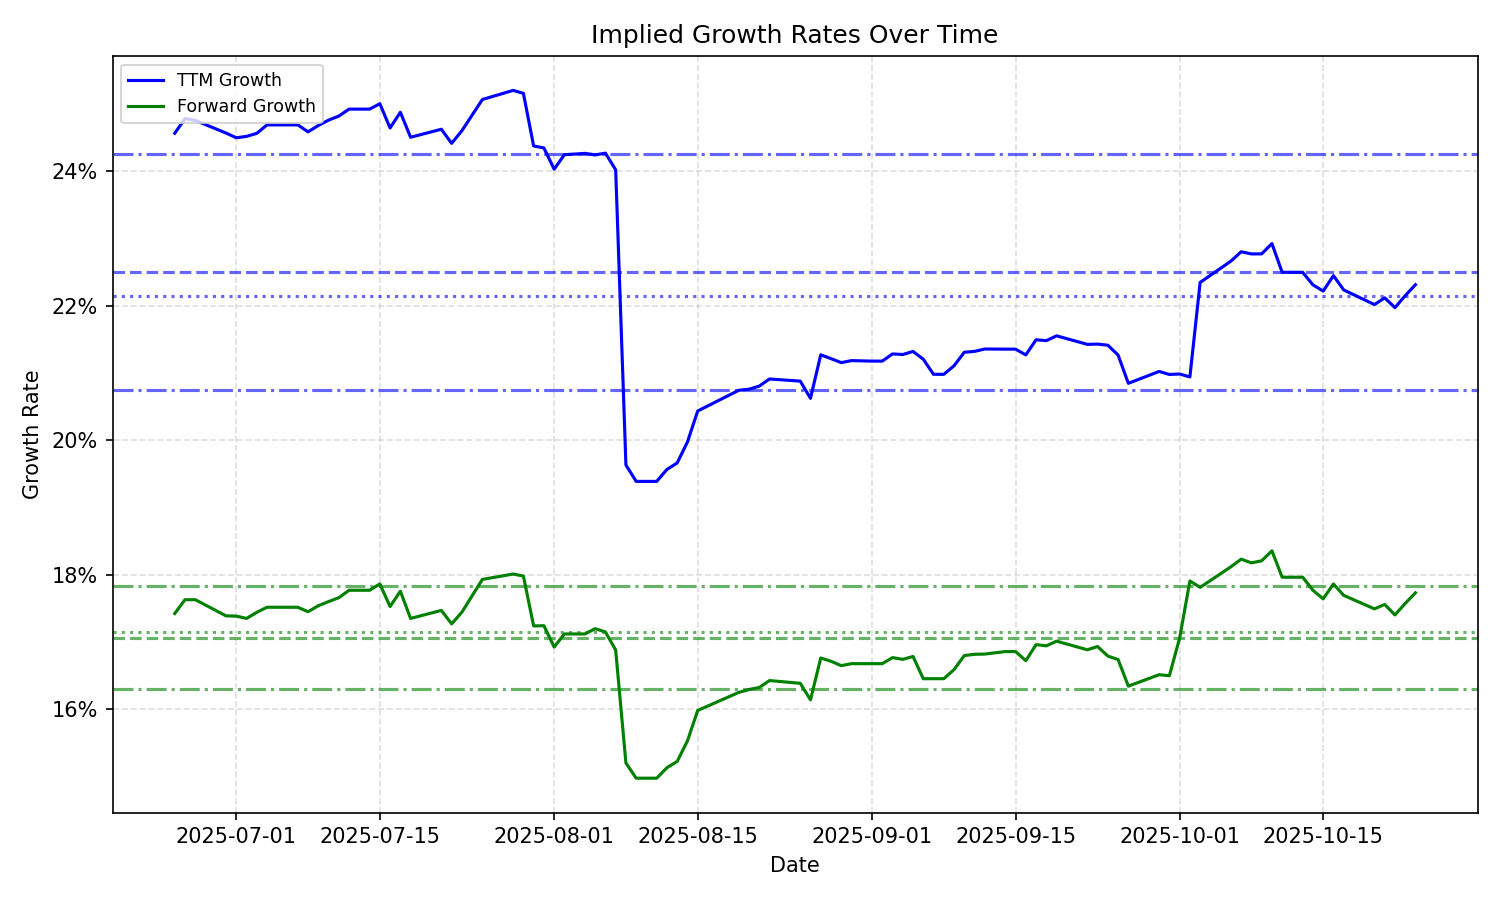 Implied Growth Rates Over Time
TTM Growth
Forward Growth
Growth Rate
24%
22%
20%
18%
16%
2025-07-01
2025-07-15
2025-08-01
2025-08-15
2025-09-01
2025-09-15
2025-10-01
2025-10-15
Date